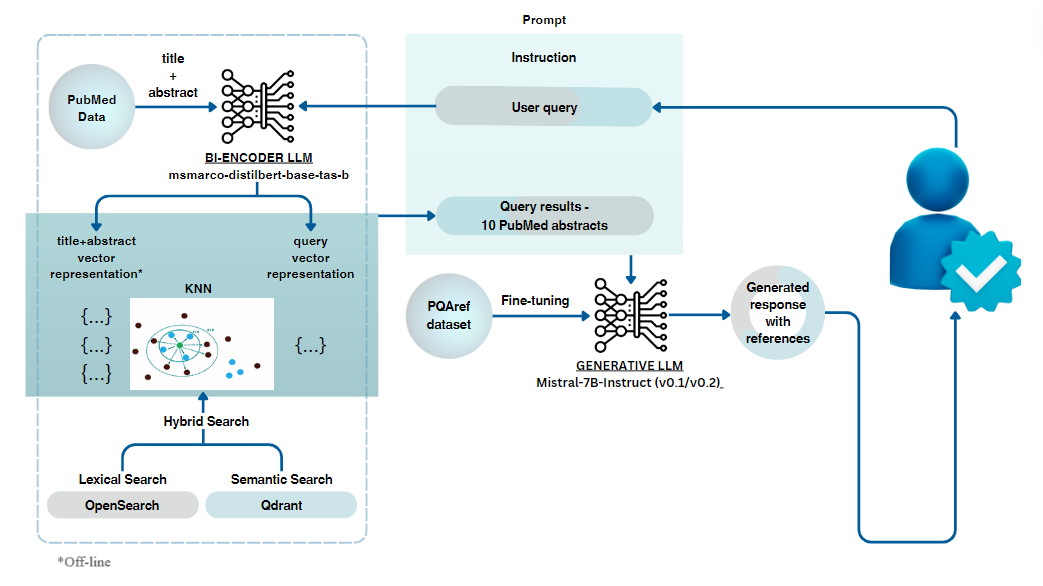 Prompt
title
+
abstract
PubMed
Data
Instruction
User query
BI-ENCODER LLM
msmarco-distilbert-base-tas-b
Query results -
10 PubMed abstracts
title+abstract
vector
representation*
query
vector
representation
KNN
{...}
{...}
{...}
{...}
PQAref
dataset
Fine-tuning
Generated
response
with
references
GENERATIVE LLM
Mistral-7B-Instruct (v0.1/v0.2)_
Hybrid Search
Lexical Search
Semantic Search
OpenSearch
Qdrant
*Off-line